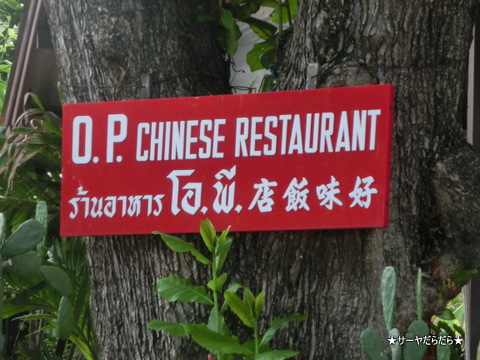 O.P. CHINESE RESTAURANT
ร้านอาหาร โอ.พี. 店飯味好
★サーヤだらだら★